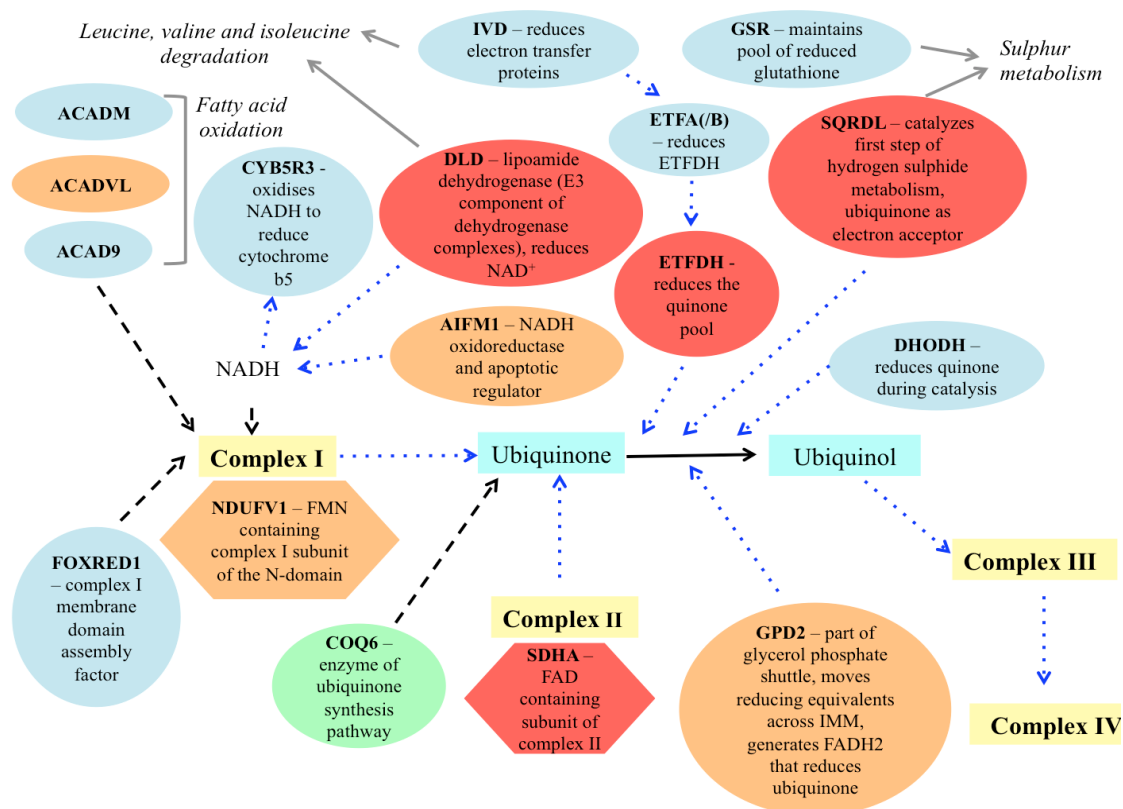 Leucine, valine and isoleucine
degradation
IVD – reduces
electron transfer
proteins
GSR – maintains
pool of reduced
glutathione
Sulphur
metabolism
ACADM
Fatty acid
oxidation
ACADVL
ACAD9
CYB5R3 -
oxidises
NADH to
reduce
cytochrome
b5
DLD – lipoamide
dehydrogenase (E3
component of
dehydrogenase
complexes), reduces
NAD⁺
ETFA(/B)
– reduces
ETFDH
SQRDL – catalyzes
first step of
hydrogen sulphide
metabolism,
ubiquinone as
electron acceptor
ETFDH -
reduces the
quinone
pool
NADH
AIFM1 – NADH
oxidoreductase
and apoptotic
regulator
DHODH –
reduces quinone
during catalysis
Complex I
Ubiquinone
Ubiquinol
NDUFV1 – FMN
containing
complex I subunit
of the N-domain
FOXRED1
– complex I
membrane
domain
assembly
factor
Complex III
COQ6 –
enzyme of
ubiquinone
synthesis
pathway
Complex II
SDHA –
FAD
containing
subunit of
complex II
GPD2 – part of
glycerol phosphate
shuttle, moves
reducing equivalents
across IMM,
generates FADH2
that reduces
ubiquinone
Complex IV